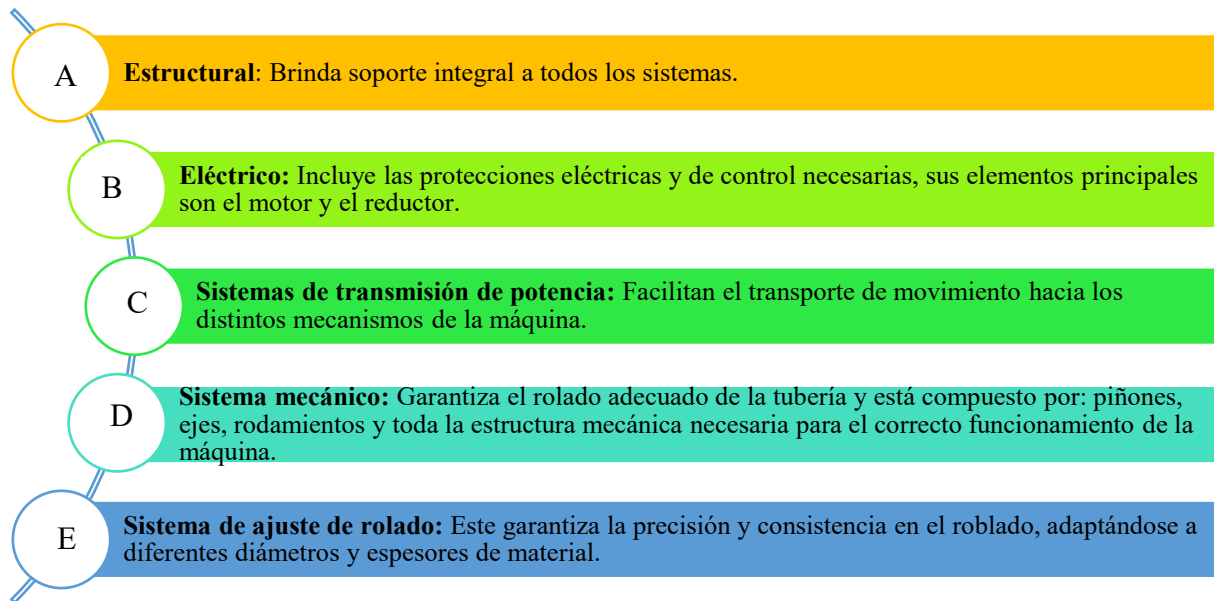 A
Estructural: Brinda soporte integral a todos los sistemas.
B
Eléctrico: Incluye las protecciones eléctricas y de control necesarias, sus elementos principales
son el motor y el reductor.
C
Sistemas de transmisión de potencia: Facilitan el transporte de movimiento hacia los
distintos mecanismos de la máquina.
D
Sistema mecánico: Garantiza el rolado adecuado de la tubería y está compuesto por: piñones,
ejes, rodamientos y toda la estructura mecánica necesaria para el correcto funcionamiento de la
máquina.
E
Sistema de ajuste de rolado: Este garantiza la precisión y consistencia en el roblado, adaptándose a
diferentes diámetros y espesores de material.